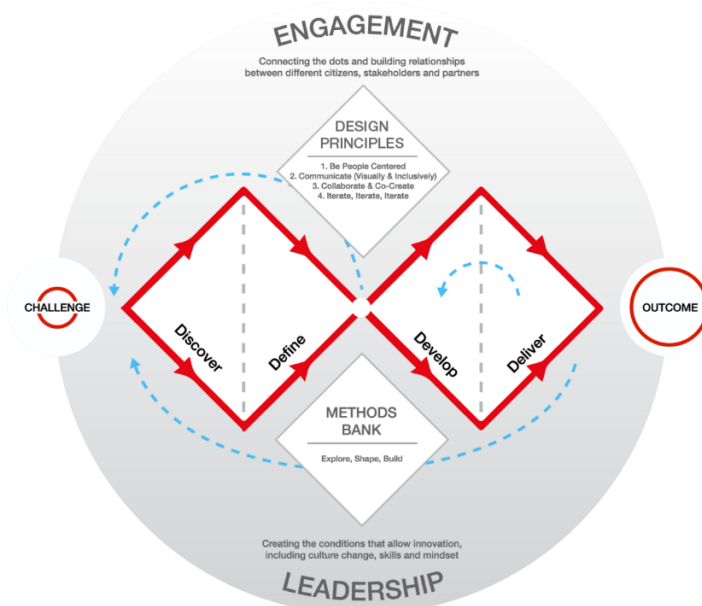 ENGAGEMENT
Connecting the dots and building relationships
between different citizens, stakeholders and partners
DESIGN
PRINCIPLES
1. Be People Centered
2. Communicate (Visually & Inclusively)
3. Collaborate & Co-Create
4. Iterate, Iterate, Iterate
CHALLENGE
OUTCOME
Discover
Define
Develop
Deliver
METHODS
BANK
Explore, Shape, Build
Creating the conditions that allow innovation,
including culture change, skills and mindset
LEADERSHIP